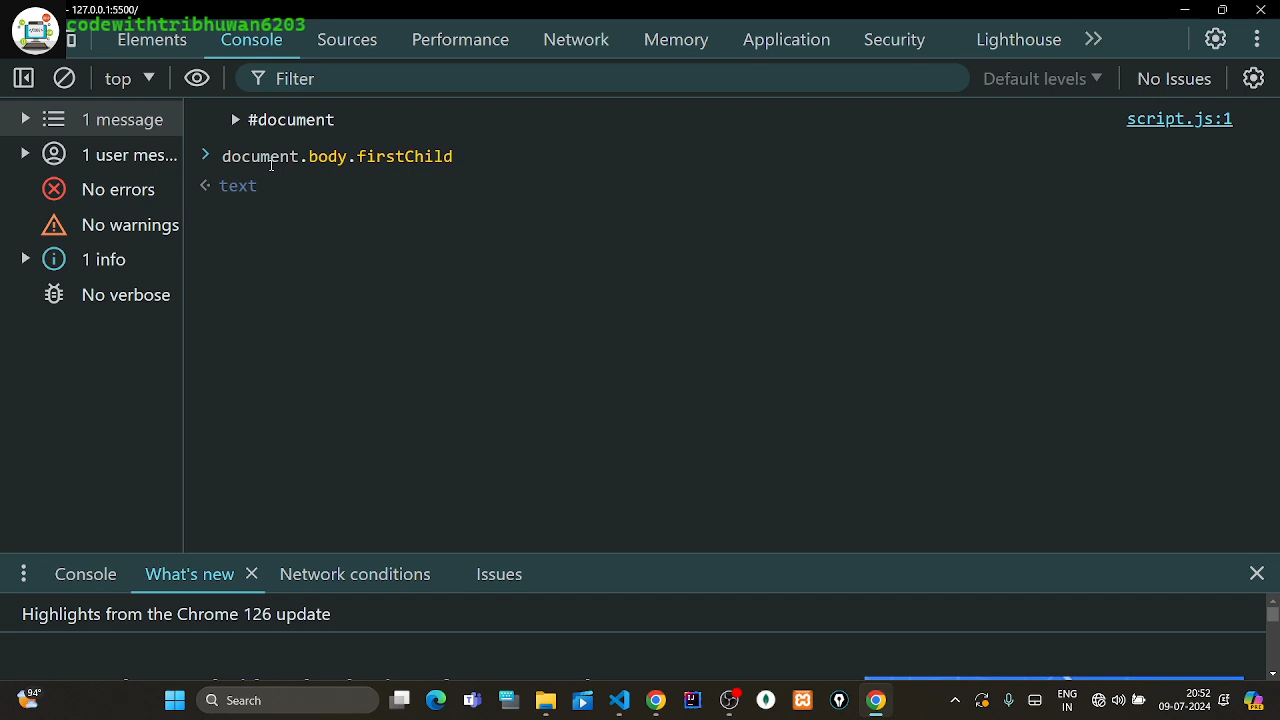 - 127.0.0.1:5500/
codewithtribhuwan6203
Elements Console Sources Performance Network Memory Application Security Lighthouse
top Filter Default levels No Issues
1 message
#document script.js:1
> document.body.firstChild
1 user mes...
text
No errors
No warnings
1 info
No verbose
Console What's new Network conditions Issues
Highlights from the Chrome 126 update
94°
Search
ENG
IN
20:52
09-07-2024